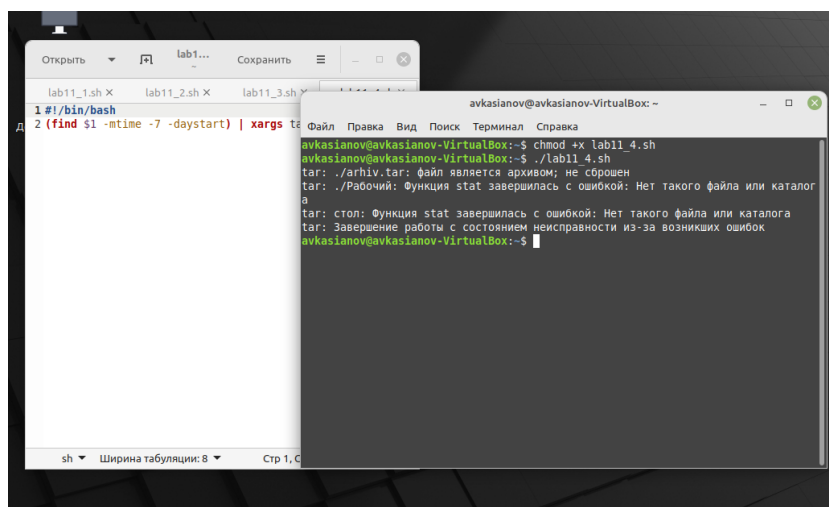 Открыть
lab1...
~
Сохранить
lab11_1.sh ×
lab11_2.sh ×
lab11_3.sh
1 #!/bin/bash
2 (find $1 -mtime -7 -daystart) | xargs ta
sh
Ширина табуляции: 8
Стр 1, С
avkasianov@avkasianov-VirtualBox: ~
Файл Правка Вид Поиск Терминал Справка
avkasianov@avkasianov-VirtualBox:~$ chmod +x lab11_4.sh
avkasianov@avkasianov-VirtualBox:~$ ./lab11_4.sh
tar: ./arhiv.tar: файл является архивом; не сброшен
tar: ./Рабочий: Функция stat завершилась с ошибкой: Нет такого файла или каталог
а
tar: стол: Функция stat завершилась с ошибкой: Нет такого файла или каталога
tar: Завершение работы с состоянием неисправности из-за возникших ошибок
avkasianov@avkasianov-VirtualBox:~$